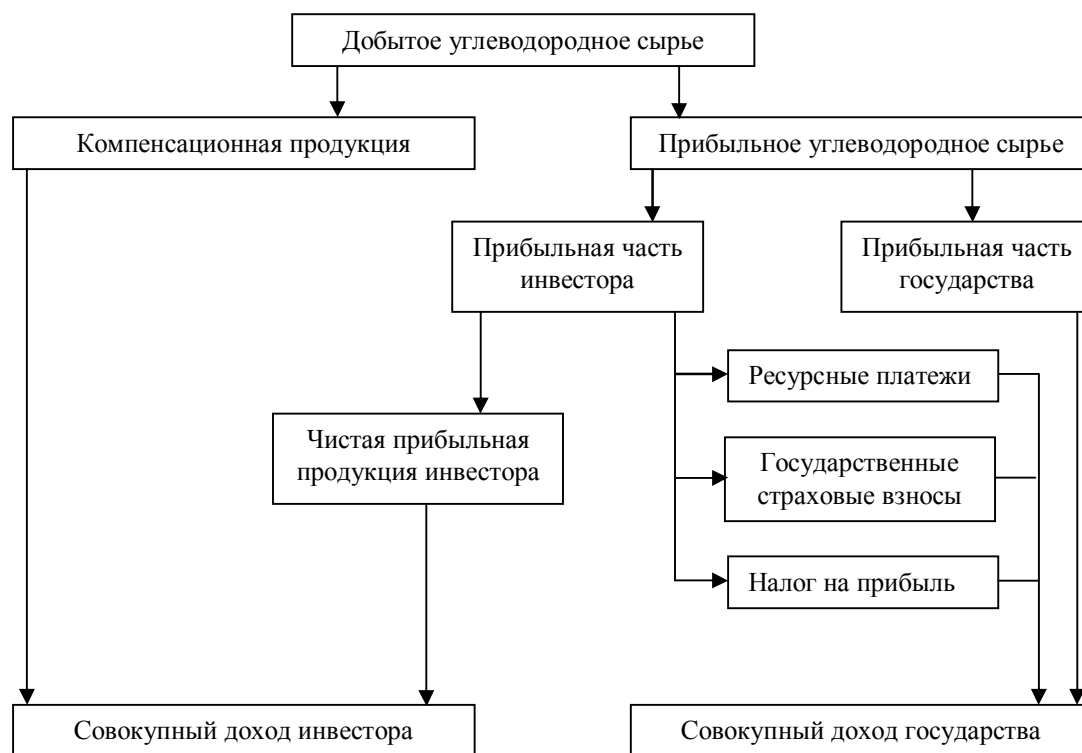 Добытое углеводородное сырье
Компенсационная продукция
Прибыльное углеводородное сырье
Прибыльная часть
инвестора
Прибыльная часть
государства
Ресурсные платежи
Чистая прибыльная
продукция инвестора
Государственные
страховые взносы
Налог на прибыль
Совокупный доход инвестора
Совокупный доход государства